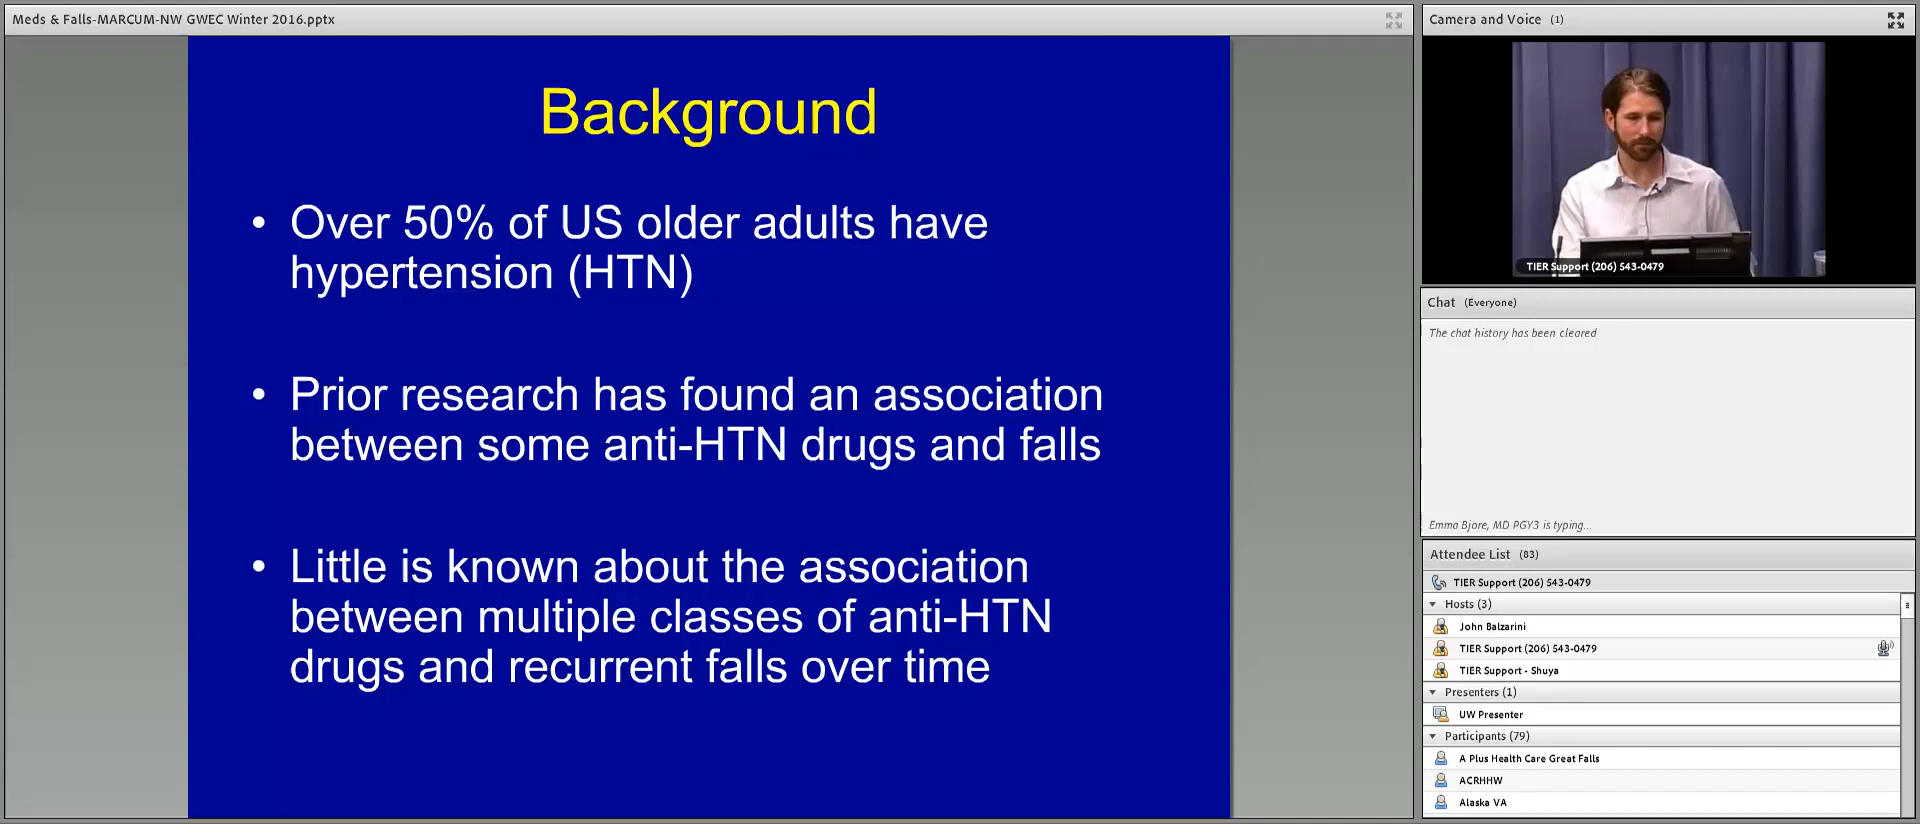 Meds & Falls-MARCUM-NW GWEC Winter 2016.pptx
Background
• Over 50% of US older adults have
hypertension (HTN)
• Prior research has found an association
between some anti-HTN drugs and falls
• Little is known about the association
between multiple classes of anti-HTN
drugs and recurrent falls over time
Camera and Voice (1)
TIER Support (206) 543-0479
Chat (Everyone)
The chat history has been cleared
Emma Bjore, MD PGY3 is typing...
Attendee List (83)
TIER Support (206) 543-0479
Hosts (3)
John Balzarini
TIER Support (206) 543-0479
TIER Support - Shuya
Presenters (1)
UW Presenter
Participants (79)
A Plus Health Care Great Falls
ACRHHW
Alaska VA